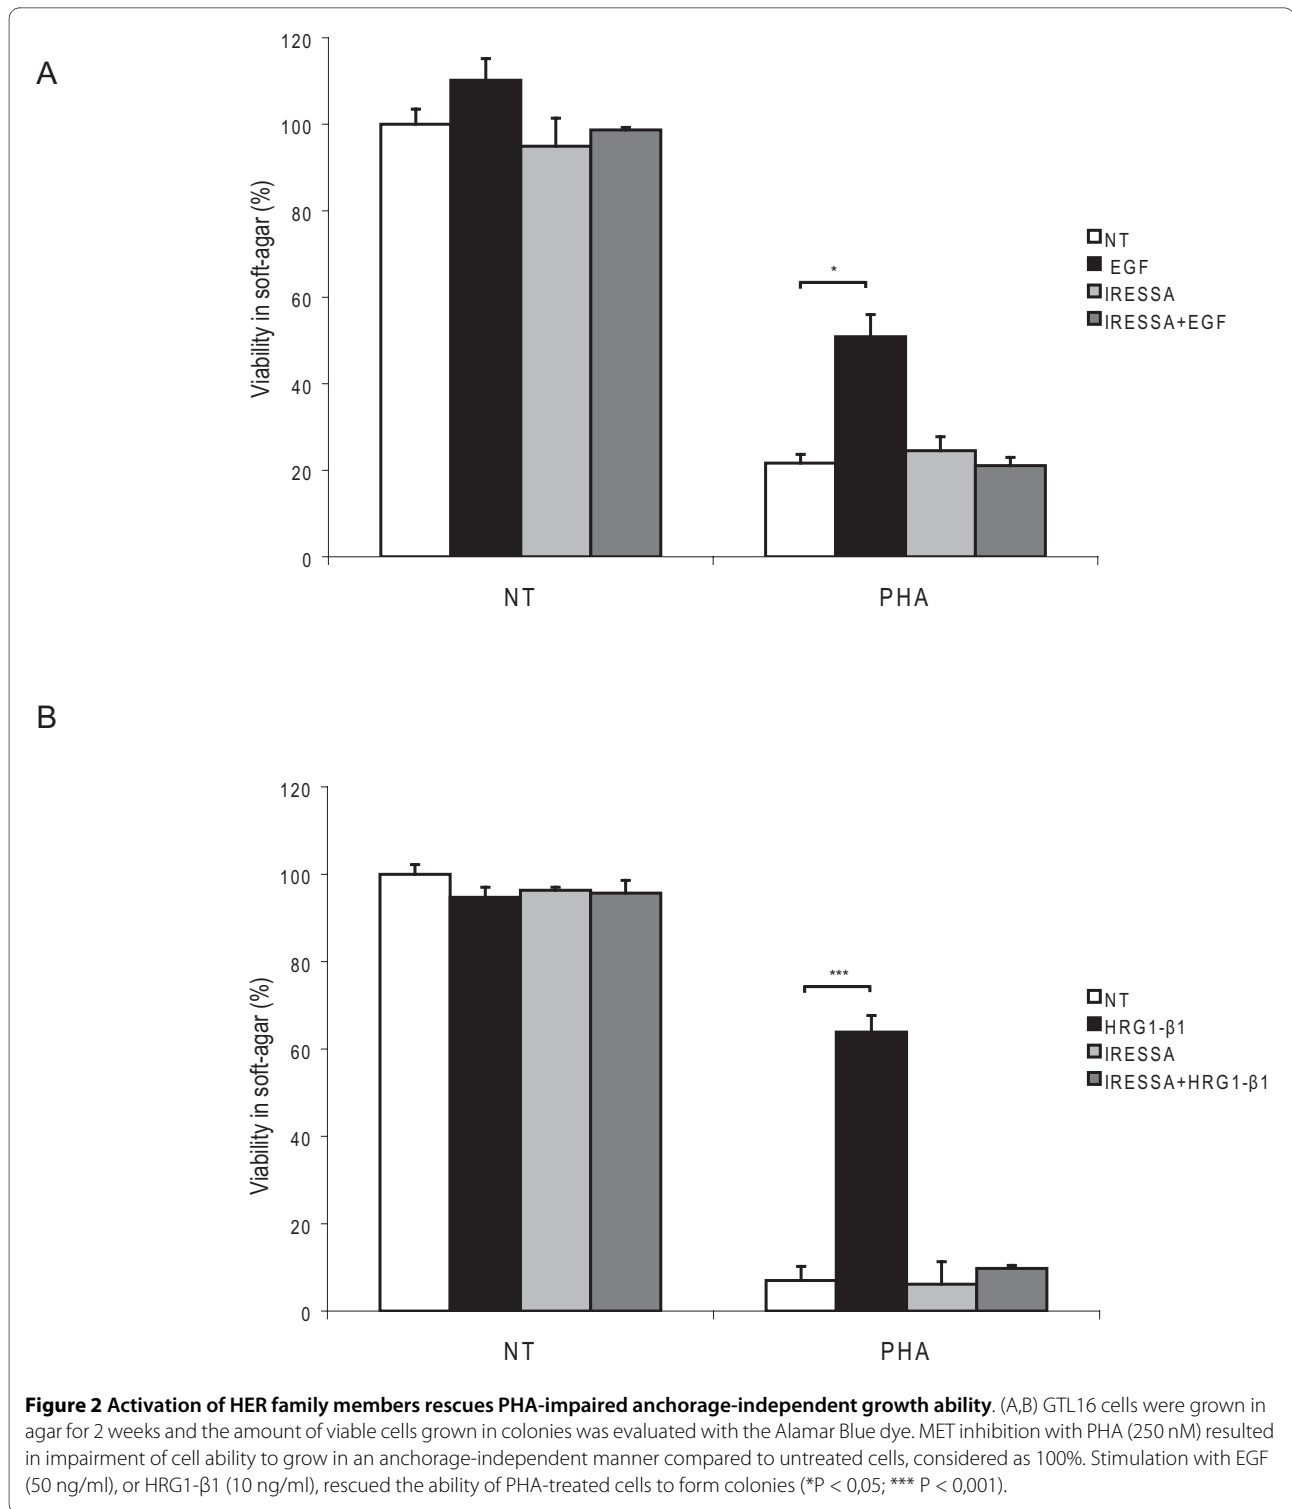 A
120
100
80
60
40
20
0
Viability in soft-agar (%)
*
NT
EGF
IRESSA
IRESSA+EGF
NT
PHA
B
120
100
80
60
40
20
0
Viability in soft-agar (%)
***
NT
HRG1-β1
IRESSA
IRESSA+HRG1-β1
NT
PHA
Figure 2 Activation of HER family members rescues PHA-impaired anchorage-independent growth ability. (A,B) GTL16 cells were grown in
agar for 2 weeks and the amount of viable cells grown in colonies was evaluated with the Alamar Blue dye. MET inhibition with PHA (250 nM) resulted
in impairment of cell ability to grow in an anchorage-independent manner compared to untreated cells, considered as 100%. Stimulation with EGF
(50 ng/ml), or HRG1-β1 (10 ng/ml), rescued the ability of PHA-treated cells to form colonies (*P < 0,05; *** P < 0,001).